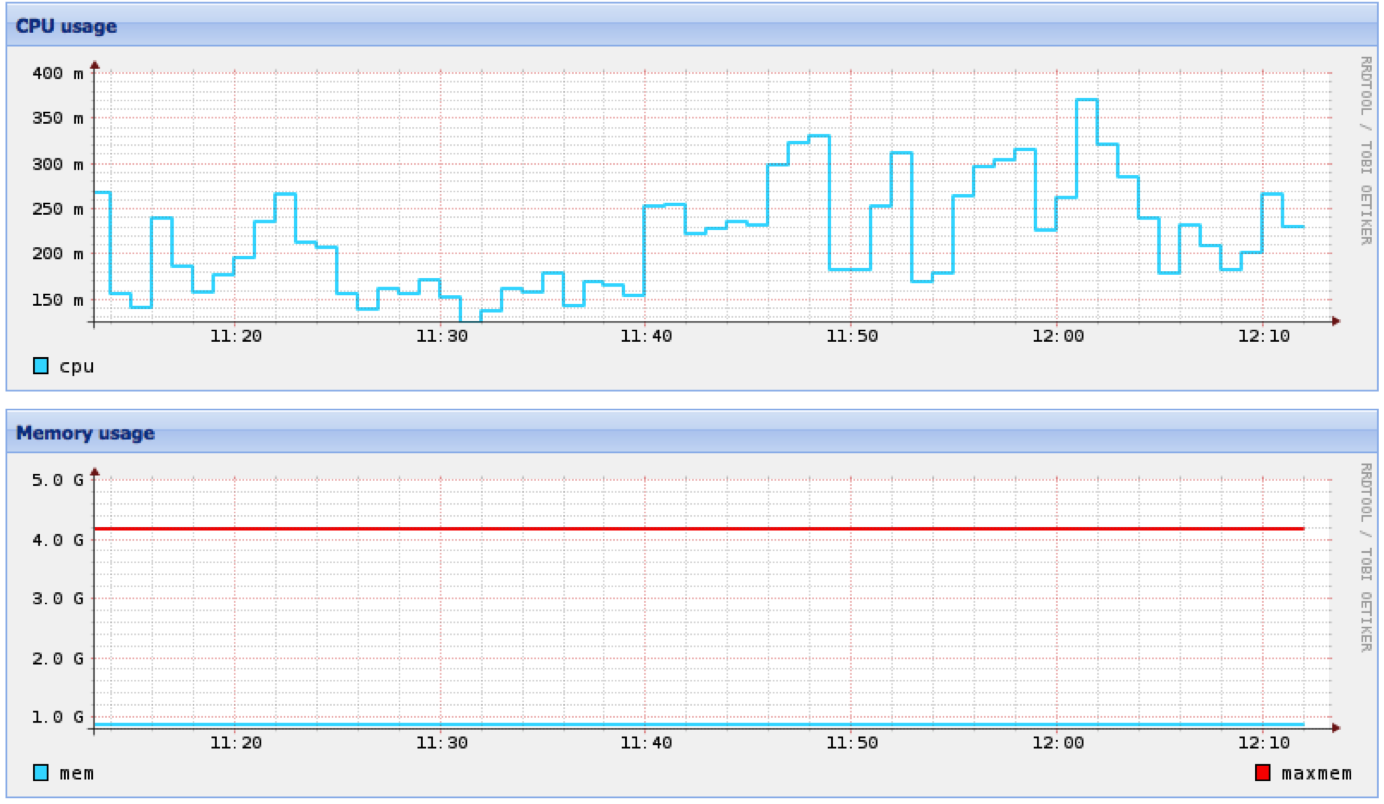 CPU usage
400 m
350 m
300 m
250 m
200 m
150 m
11:20 11:30 11:40 11:50 12:00 12:10
cpu
RRDTOOL / TOBI OETIKER
Memory usage
5.0 G
4.0 G
3.0 G
2.0 G
1.0 G
11:20 11:30 11:40 11:50 12:00 12:10
mem maxmem
RRDTOOL / TOBI OETIKER